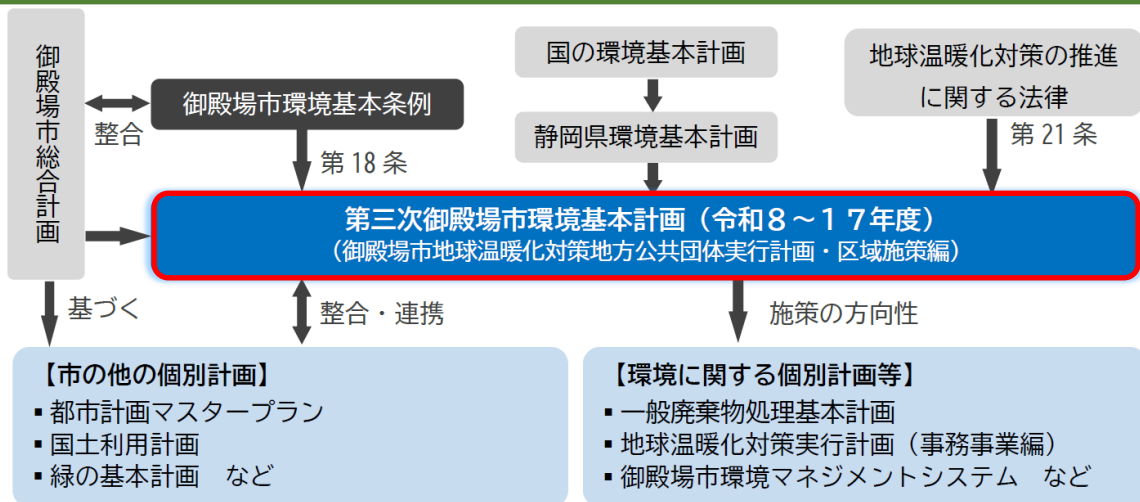 御殿場市総合計画
整合
御殿場市環境基本条例
第18条
国の環境基本計画
静岡県環境基本計画
地球温暖化対策の推進
に関する法律
第21条
第三次御殿場市環境基本計画（令和８～１７年度）
（御殿場市地球温暖化対策地方公共団体実行計画・区域施策編）
基づく
整合・連携
施策の方向性
【市の他の個別計画】
▪都市計画マスタープラン
▪国土利用計画
▪緑の基本計画　など
【環境に関する個別計画等】
▪一般廃棄物処理基本計画
▪地球温暖化対策実行計画（事務事業編）
▪御殿場市環境マネジメントシステム　など